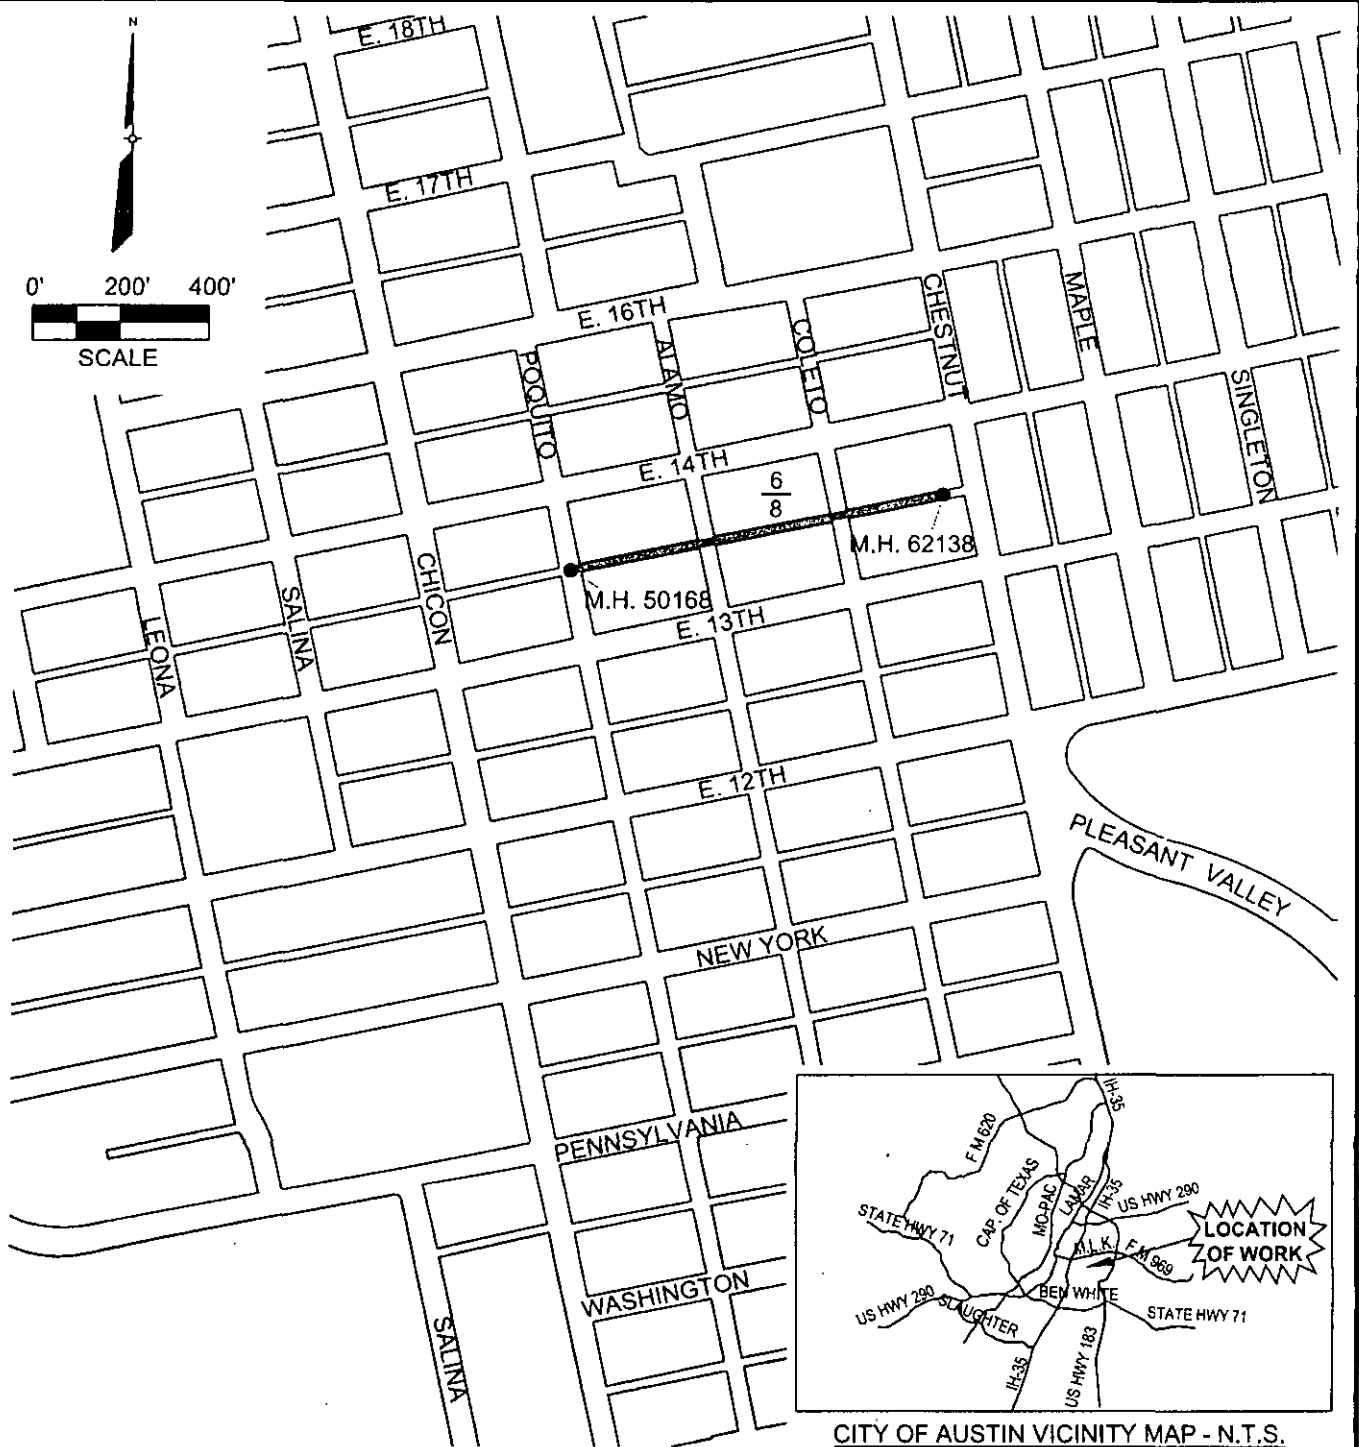 N
E. 18TH
E. 17TH
0' 200' 400'
SCALE
E. 16TH
CHESTNUT
MAPLE
POQUITO
ALAMO
COLETO
SINGLETON
E. 14TH
6
8
M.H. 62138
CHICON
M.H. 50168
SALINA
LEONA
E. 13TH
E. 12TH
PLEASANT VALLEY
NEW YORK
PENNSYLVANIA
WASHINGTON
SALINA
IH-35
F M 620
CAP. OF TEXAS
MO-PAC
LAMAR
IH-35
US HWY 290
STATE HWY 71
LOCATION
OF WORK
M.L.K.
F M 969
BEN WHITE
US HWY 290
SLAUGHTER
STATE HWY 71
IH-35
US HWY 183
CITY OF AUSTIN VICINITY MAP - N.T.S.